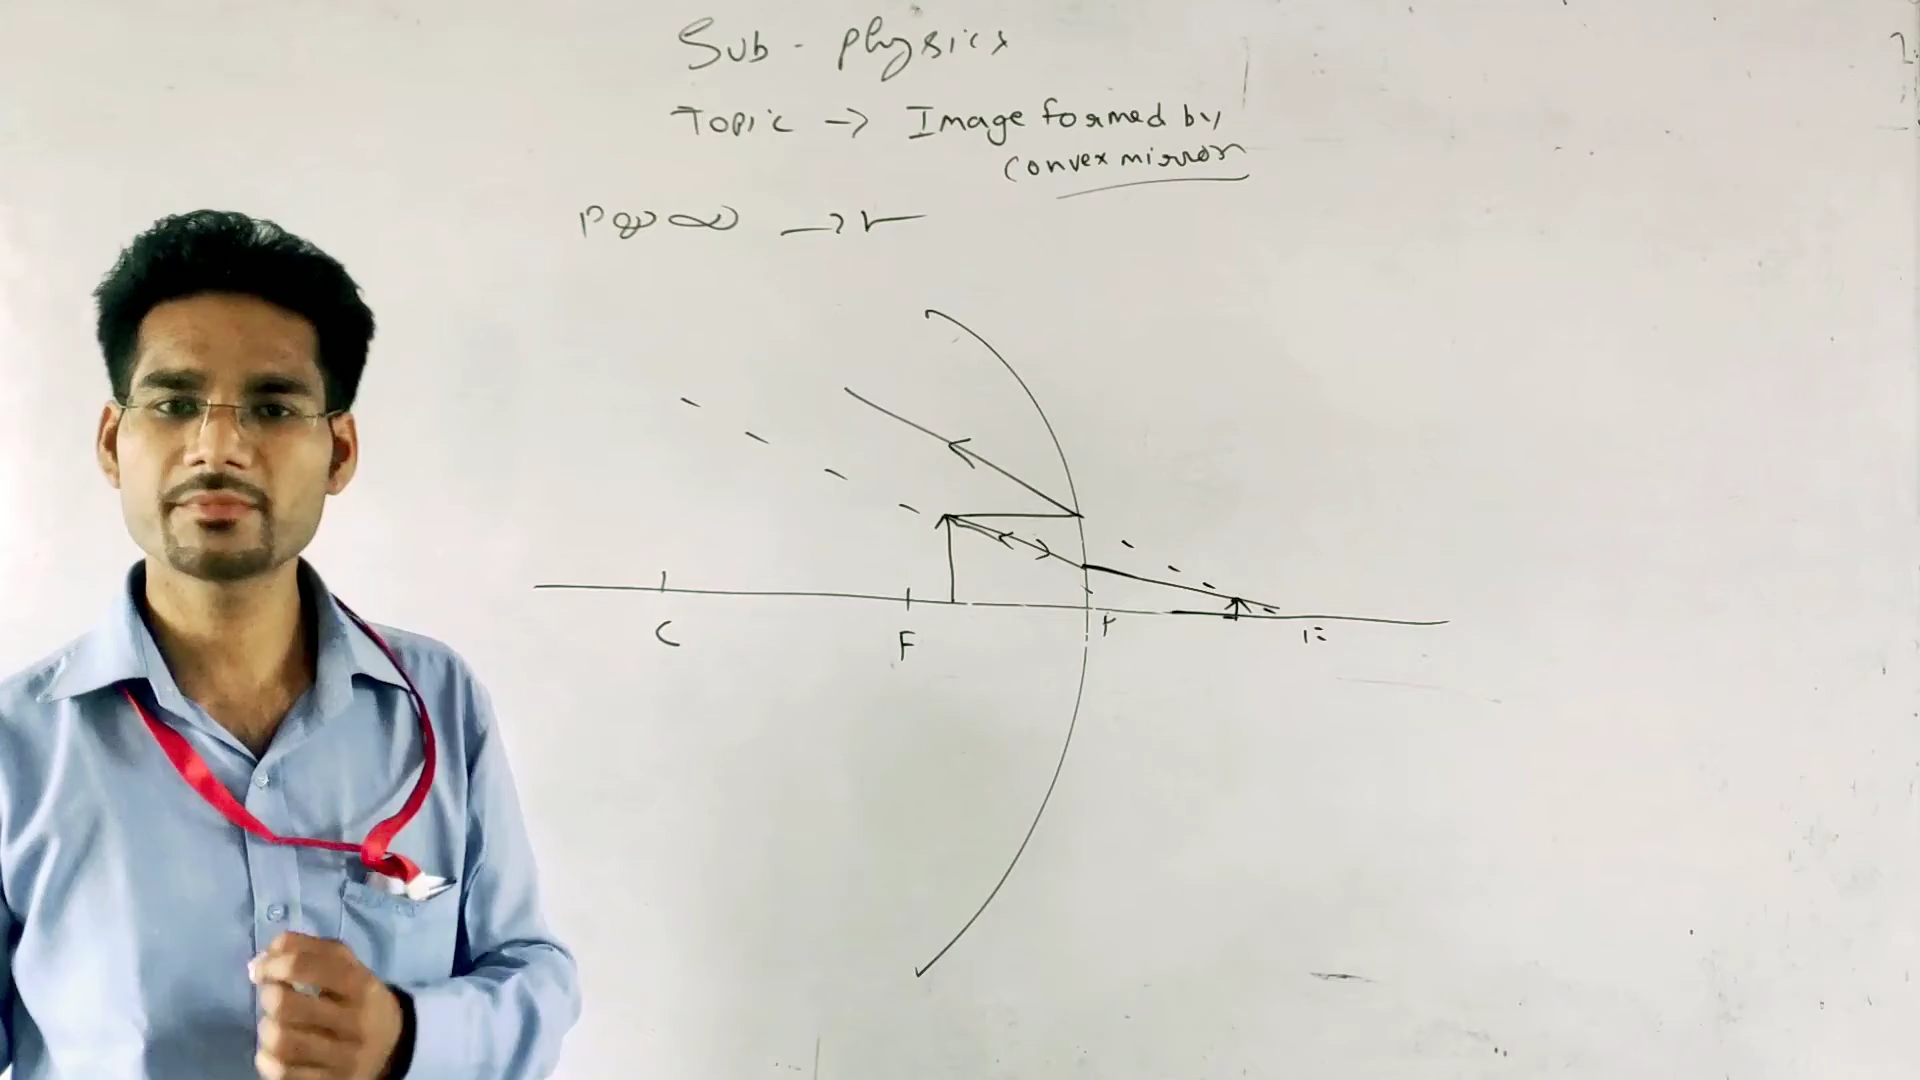 Sub - physics
Topic → Image formed by
convex mirror
P & ∞ →
C
F